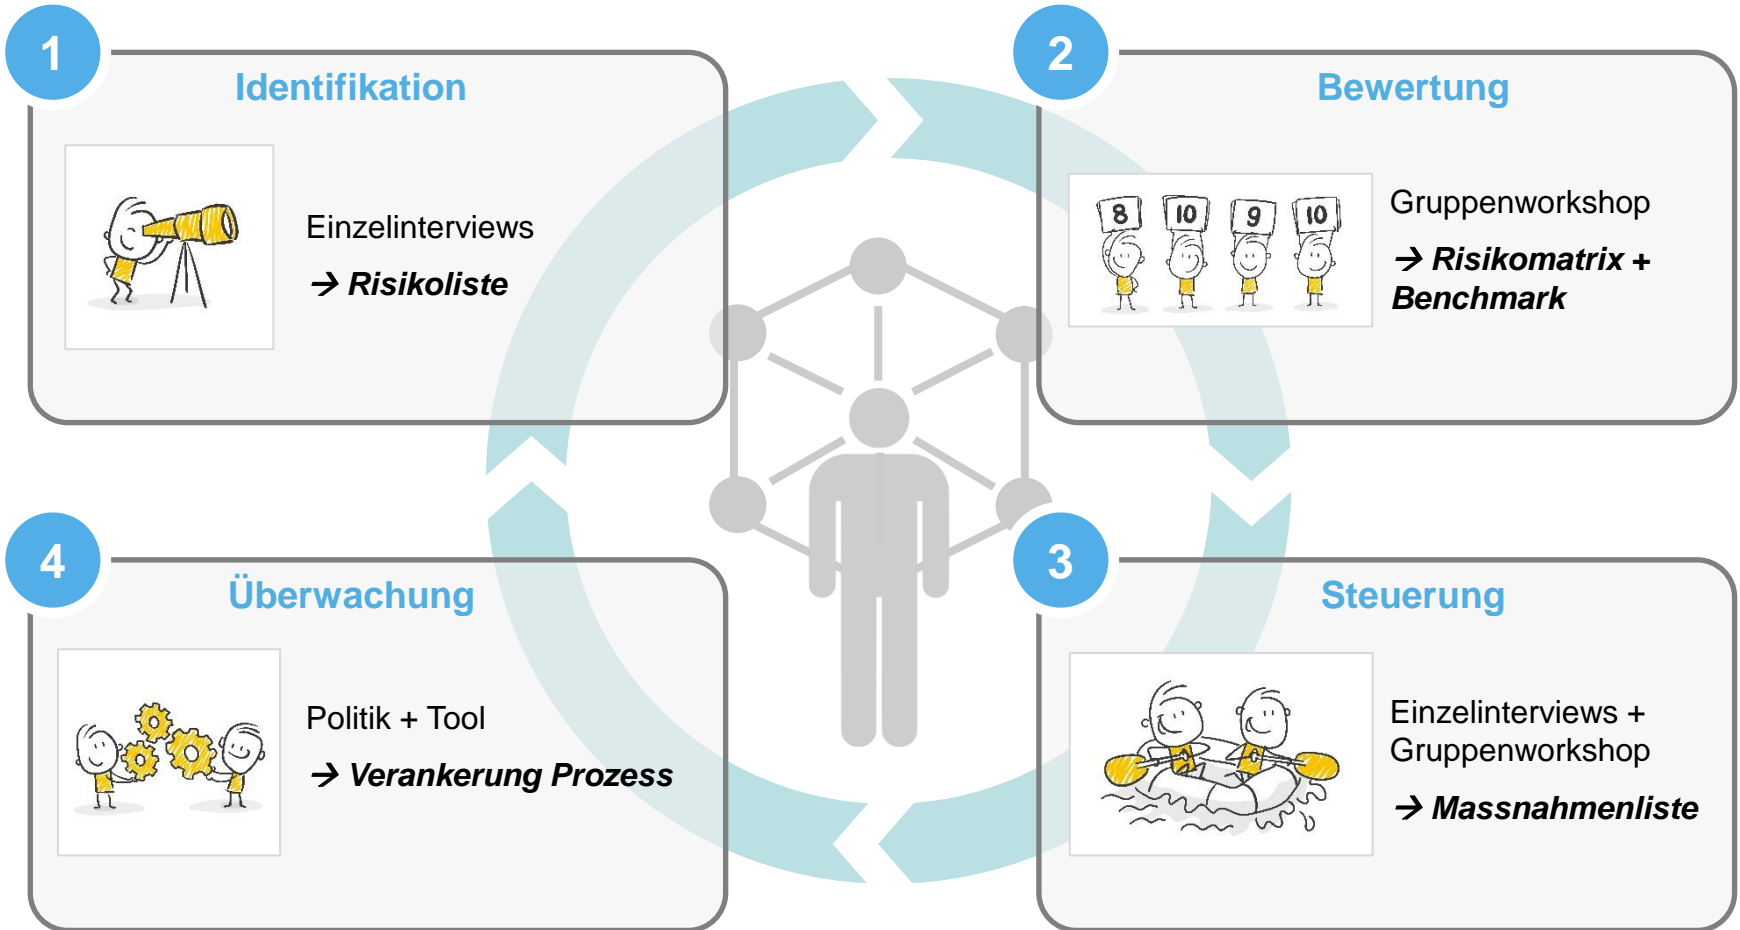 1
Identifikation
Einzelinterviews
→ Risikoliste
2
Bewertung
8 10 9 10
Gruppenworkshop
→ Risikomatrix +
Benchmark
3
Steuerung
Einzelinterviews +
Gruppenworkshop
→ Massnahmenliste
4
Überwachung
Politik + Tool
→ Verankerung Prozess